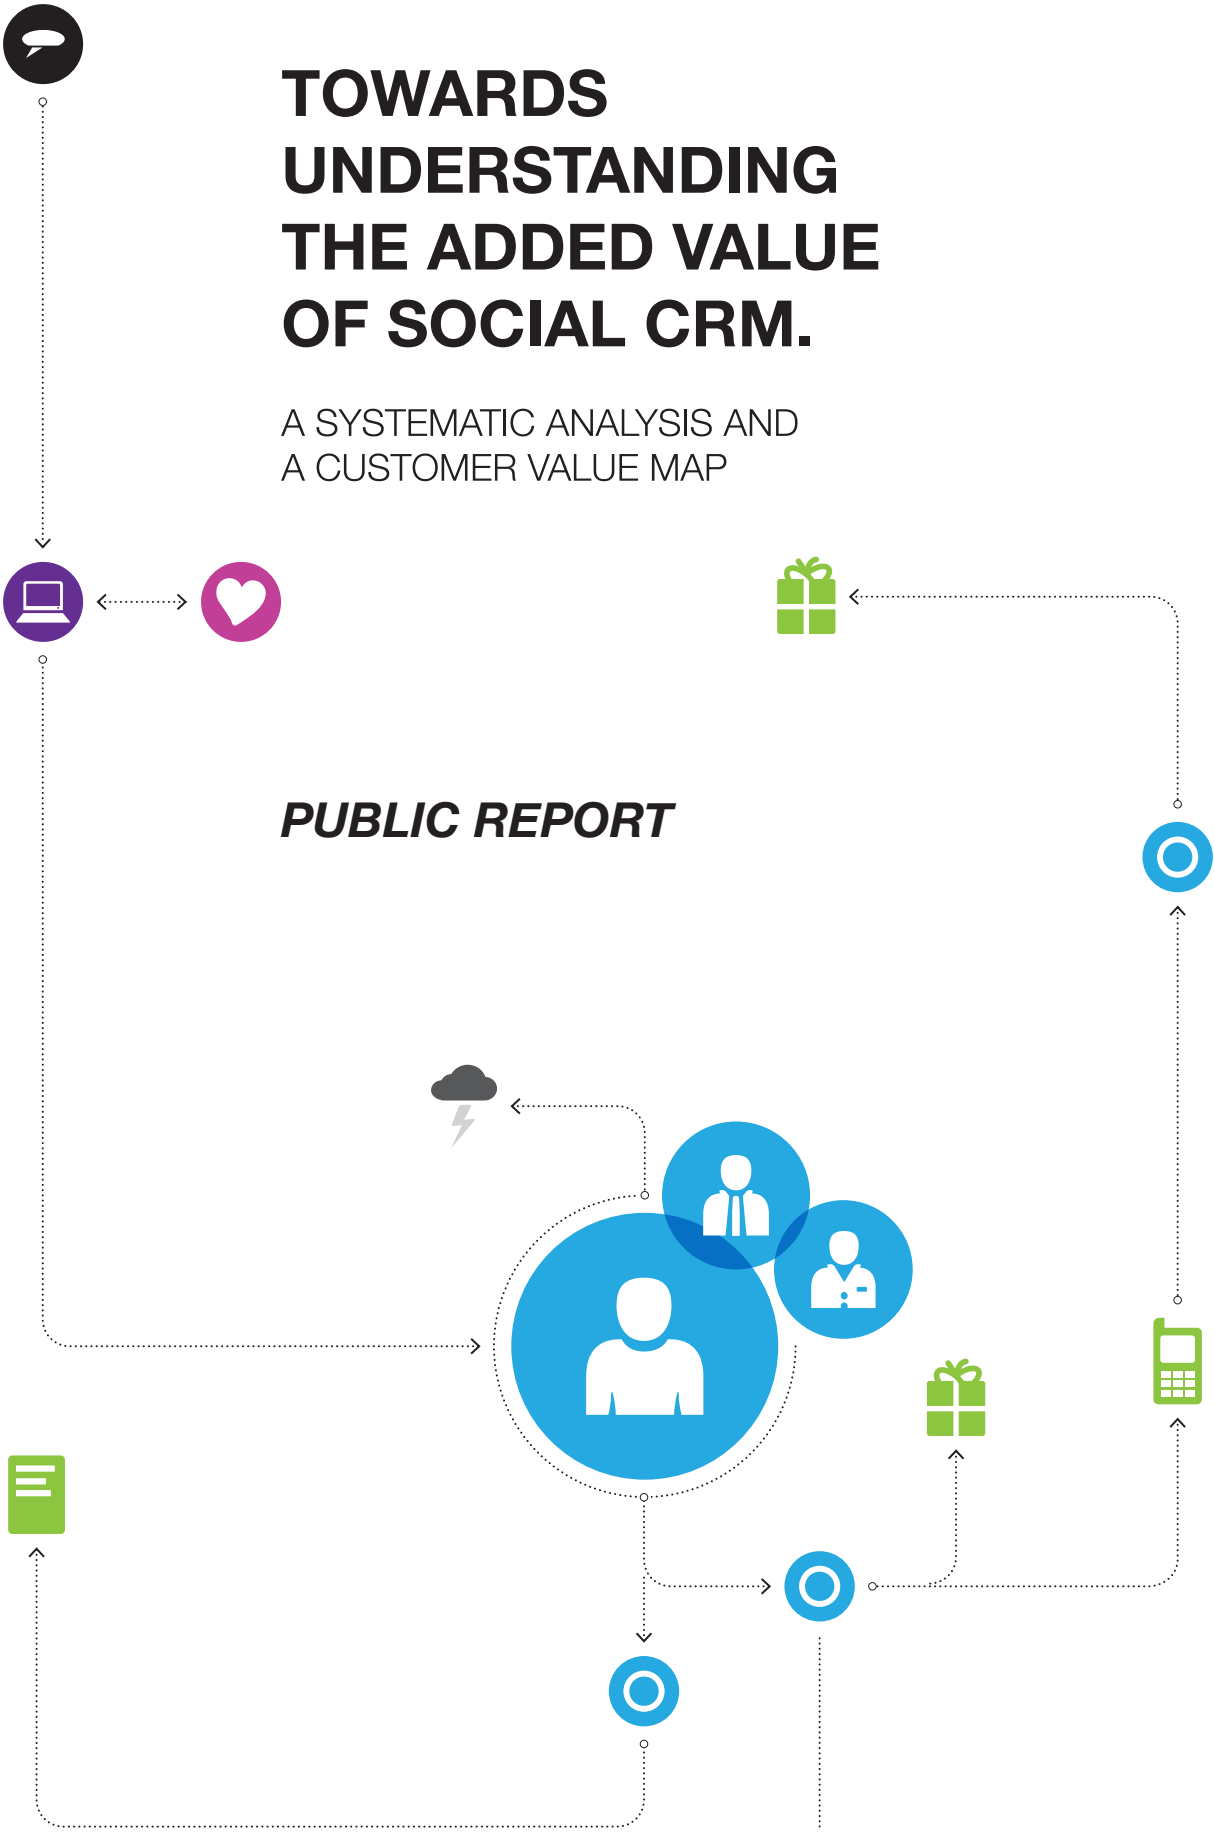 TOWARDS
UNDERSTANDING
THE ADDED VALUE
OF SOCIAL CRM.
A SYSTEMATIC ANALYSIS AND
A CUSTOMER VALUE MAP
PUBLIC REPORT